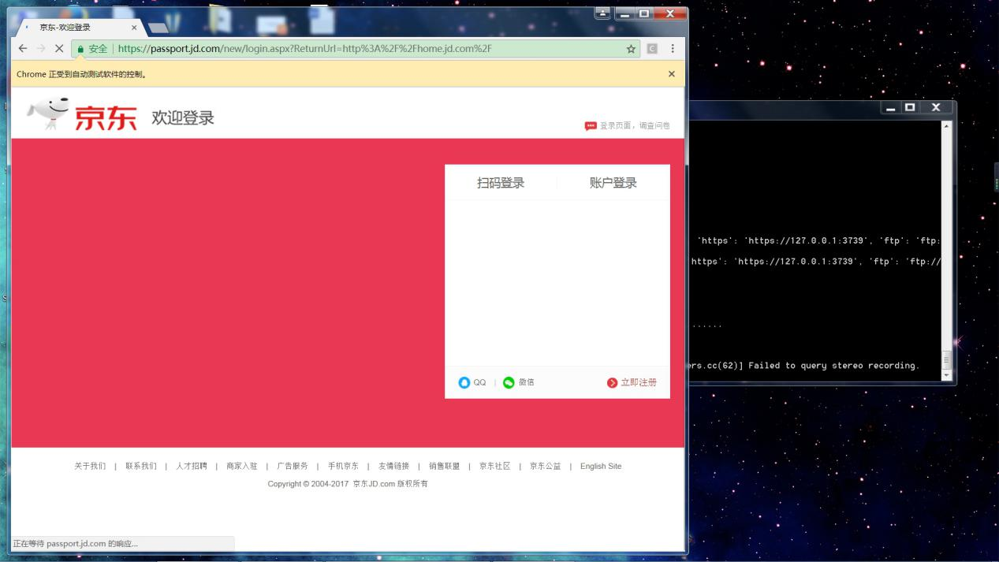 京东-欢迎登录
安全 | https://passport.jd.com/new/login.aspx?ReturnUrl=http%3A%2F%2Fhome.jd.com%2F
Chrome 正受到自动测试软件的控制。
京东 欢迎登录
登录页面，调查问卷
扫码登录 账户登录
'https': 'https://127.0.0.1:3739', 'ftp': 'ftp:
https': 'https://127.0.0.1:3739', 'ftp': 'ftp://
......
ers.cc(62)] Failed to query stereo recording.
QQ | 微信 立即注册
关于我们 | 联系我们 | 人才招聘 | 商家入驻 | 广告服务 | 手机京东 | 友情链接 | 销售联盟 | 京东社区 | 京东公益 | English Site
Copyright © 2004-2017 京东JD.com 版权所有
正在等待 passport.jd.com 的响应...